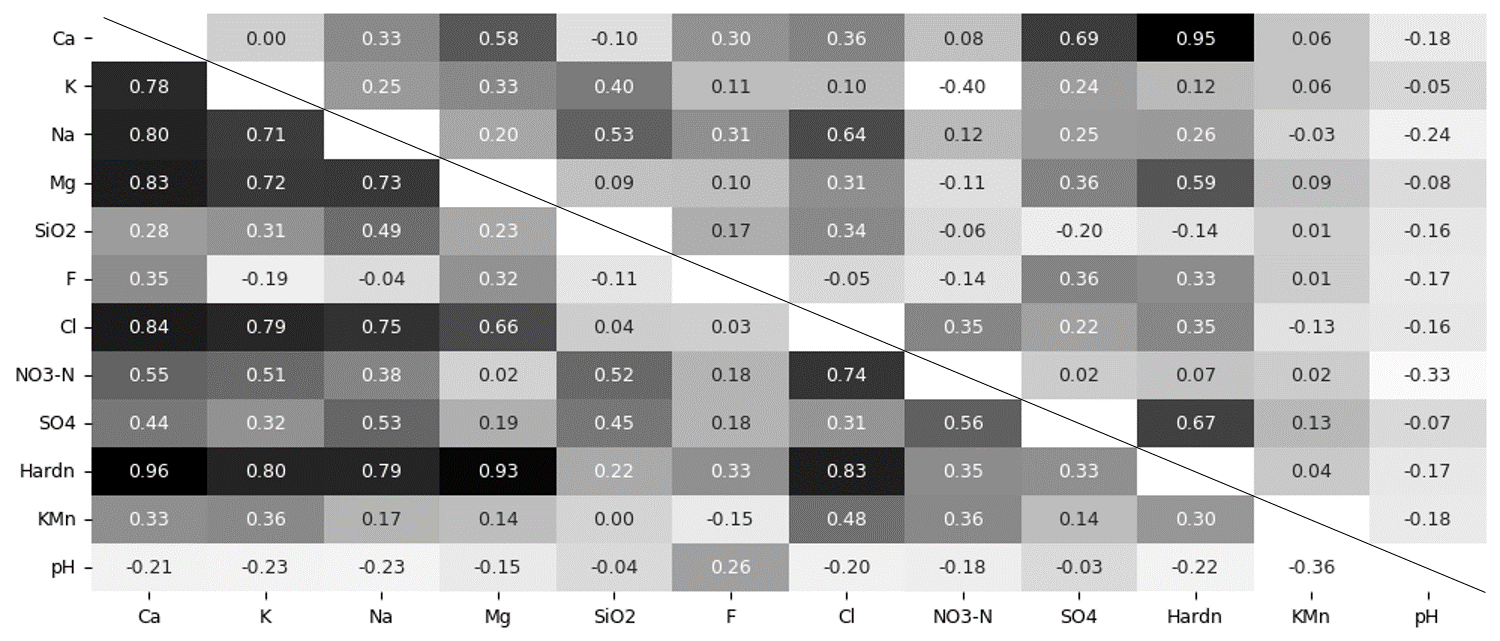 Ca 0.00 0.33 0.58 -0.10 0.30 0.36 0.08 0.69 0.95 0.06 -0.18
K 0.78 0.25 0.33 0.40 0.11 0.10 -0.40 0.24 0.12 0.06 -0.05
Na 0.80 0.71 0.20 0.53 0.31 0.64 0.12 0.25 0.26 -0.03 -0.24
Mg 0.83 0.72 0.73 0.09 0.10 0.31 -0.11 0.36 0.59 0.09 -0.08
SiO2 0.28 0.31 0.49 0.23 0.17 0.34 -0.06 -0.20 -0.14 0.01 -0.16
F 0.35 -0.19 -0.04 0.32 -0.11 -0.05 -0.14 0.36 0.33 0.01 -0.17
Cl 0.84 0.79 0.75 0.66 0.04 0.03 0.35 0.22 0.35 -0.13 -0.16
NO3-N 0.55 0.51 0.38 0.02 0.52 0.18 0.74 0.02 0.07 0.02 -0.33
SO4 0.44 0.32 0.53 0.19 0.45 0.18 0.31 0.56 0.67 0.13 -0.07
Hardn 0.96 0.80 0.79 0.93 0.22 0.33 0.83 0.35 0.33 0.04 -0.17
KMn 0.33 0.36 0.17 0.14 0.00 -0.15 0.48 0.36 0.14 0.30 -0.18
pH -0.21 -0.23 -0.23 -0.15 -0.04 0.26 -0.20 -0.18 -0.03 -0.22 -0.36
Ca K Na Mg SiO2 F Cl NO3-N SO4 Hardn KMn pH